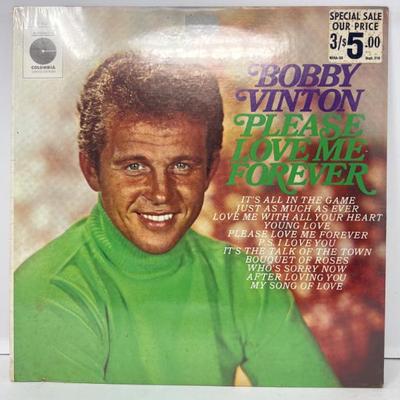 SPECIAL SALE
OUR PRICE
3/$5.00
COLUMBIA
BOBBY
VINTON
PLEASE
LOVE ME
FOREVER
IT'S ALL IN THE GAME
JUST AS MUCH AS EVER
LOVE ME WITH ALL YOUR HEART
YOUNG LOVE
PLEASE LOVE ME FOREVER
P.S. I LOVE YOU
IT'S THE TALK OF THE TOWN
BOUQUET OF ROSES
WHO'S SORRY NOW
AFTER LOVING YOU
MY SONG OF LOVE